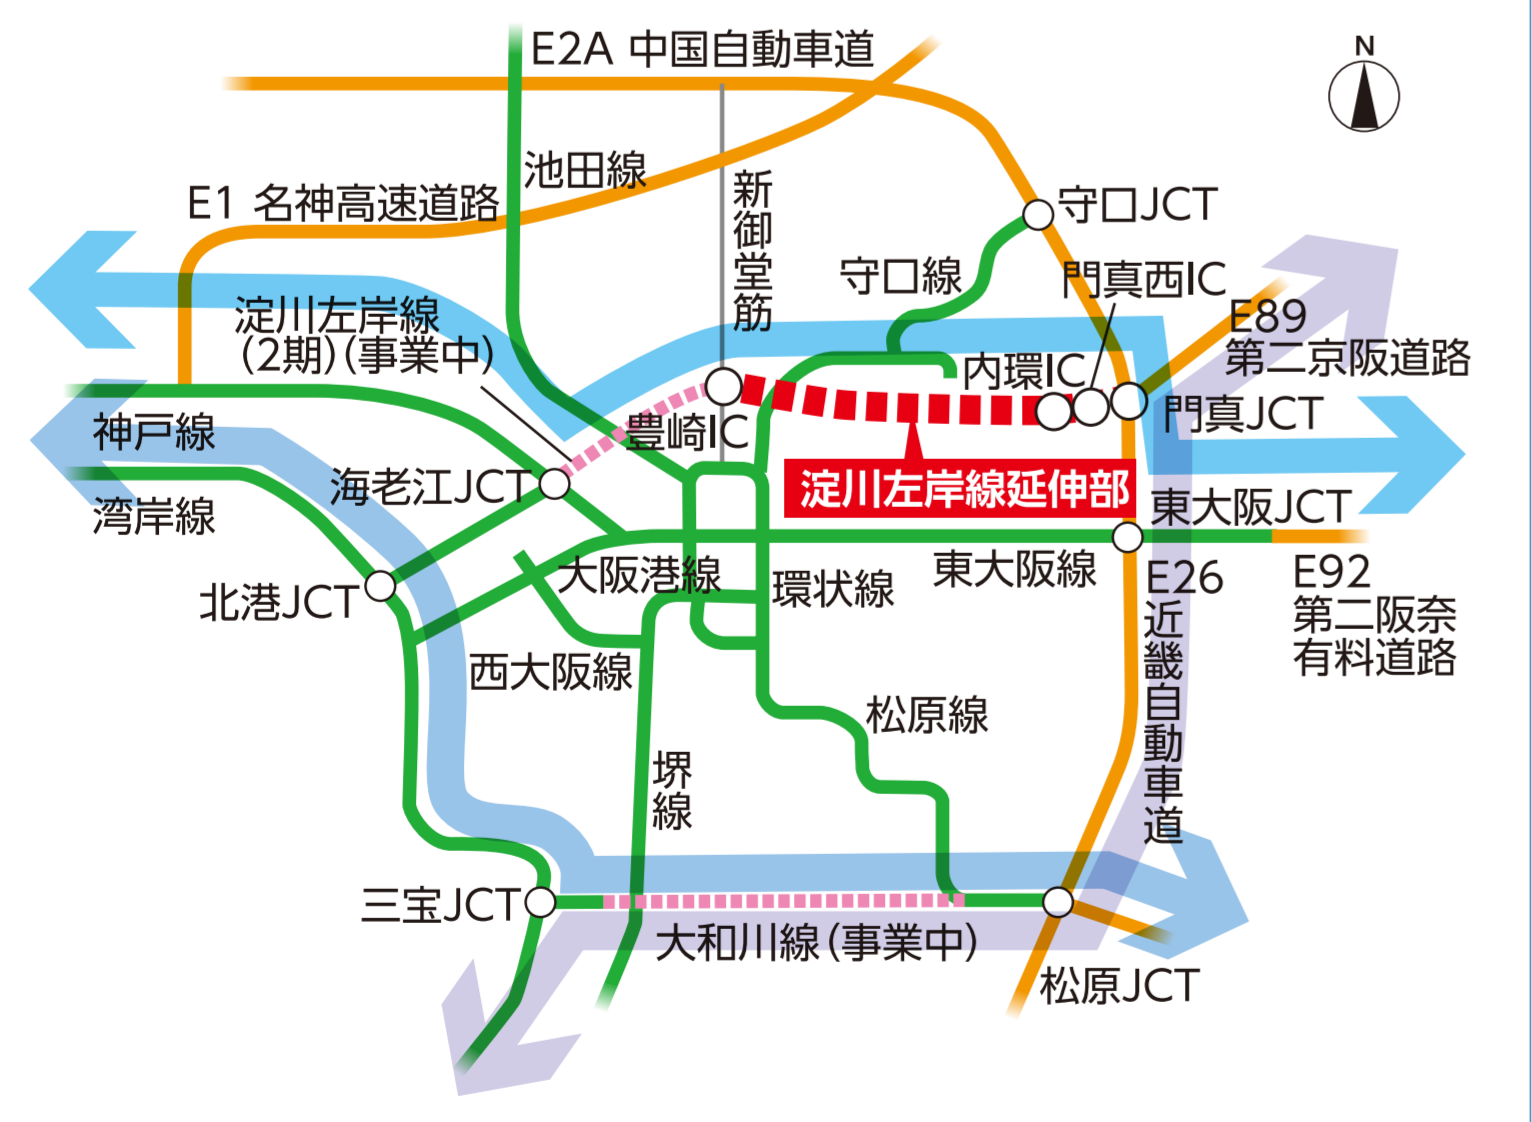 E2A 中国自動車道
N
池田線
E1 名神高速道路
新御堂筋
守口JCT
守口線
門真西IC
淀川左岸線
(2期)(事業中)
E89
第二京阪道路
内環IC
豊崎IC
門真JCT
神戸線
海老江JCT
淀川左岸線延伸部
湾岸線
東大阪JCT
北港JCT
大阪港線
環状線
東大阪線
E26
近畿自動車道
E92
第二阪奈
有料道路
西大阪線
松原線
堺線
三宝JCT
大和川線(事業中)
松原JCT